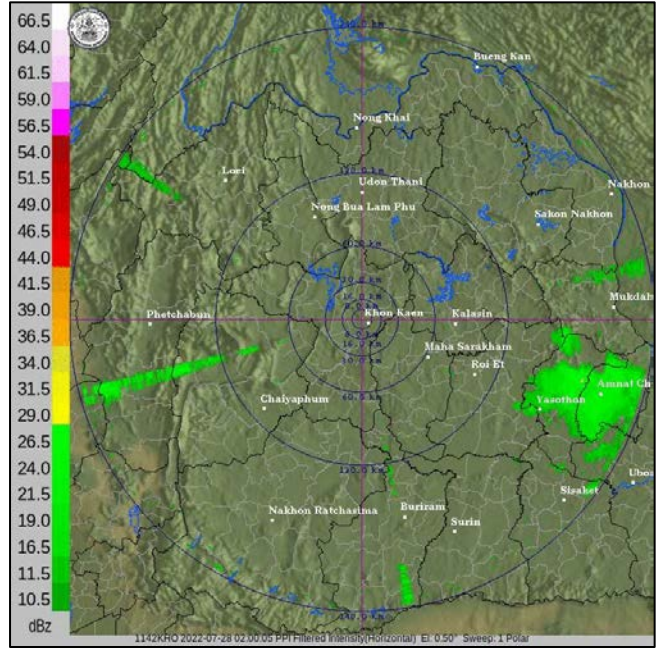 66.5
64.0
61.5
59.0
56.5
54.0
51.5
49.0
46.5
44.0
41.5
39.0
36.5
34.0
31.5
29.0
26.5
24.0
21.5
19.0
16.5
11.5
10.5
dBz
Bueng Kan
Nong Khai
Loei
Udon Thani
Nakhon
Nong Bua Lam Phu
Sakon Nakhon
Mukdah
Phetchabun
Khon Kaen
Kalasin
Maha Sarakham
Roi Et
Amnat Ch
Chaiyaphum
Yasothon
Ubon
Sisaket
Nakhon Ratchasima
Buriram
Surin
1142KHO 2022-07-28 02:00:05 PPI Filtered Intensity(Horizontal) El: 0.50° Sweep: 1 Polar